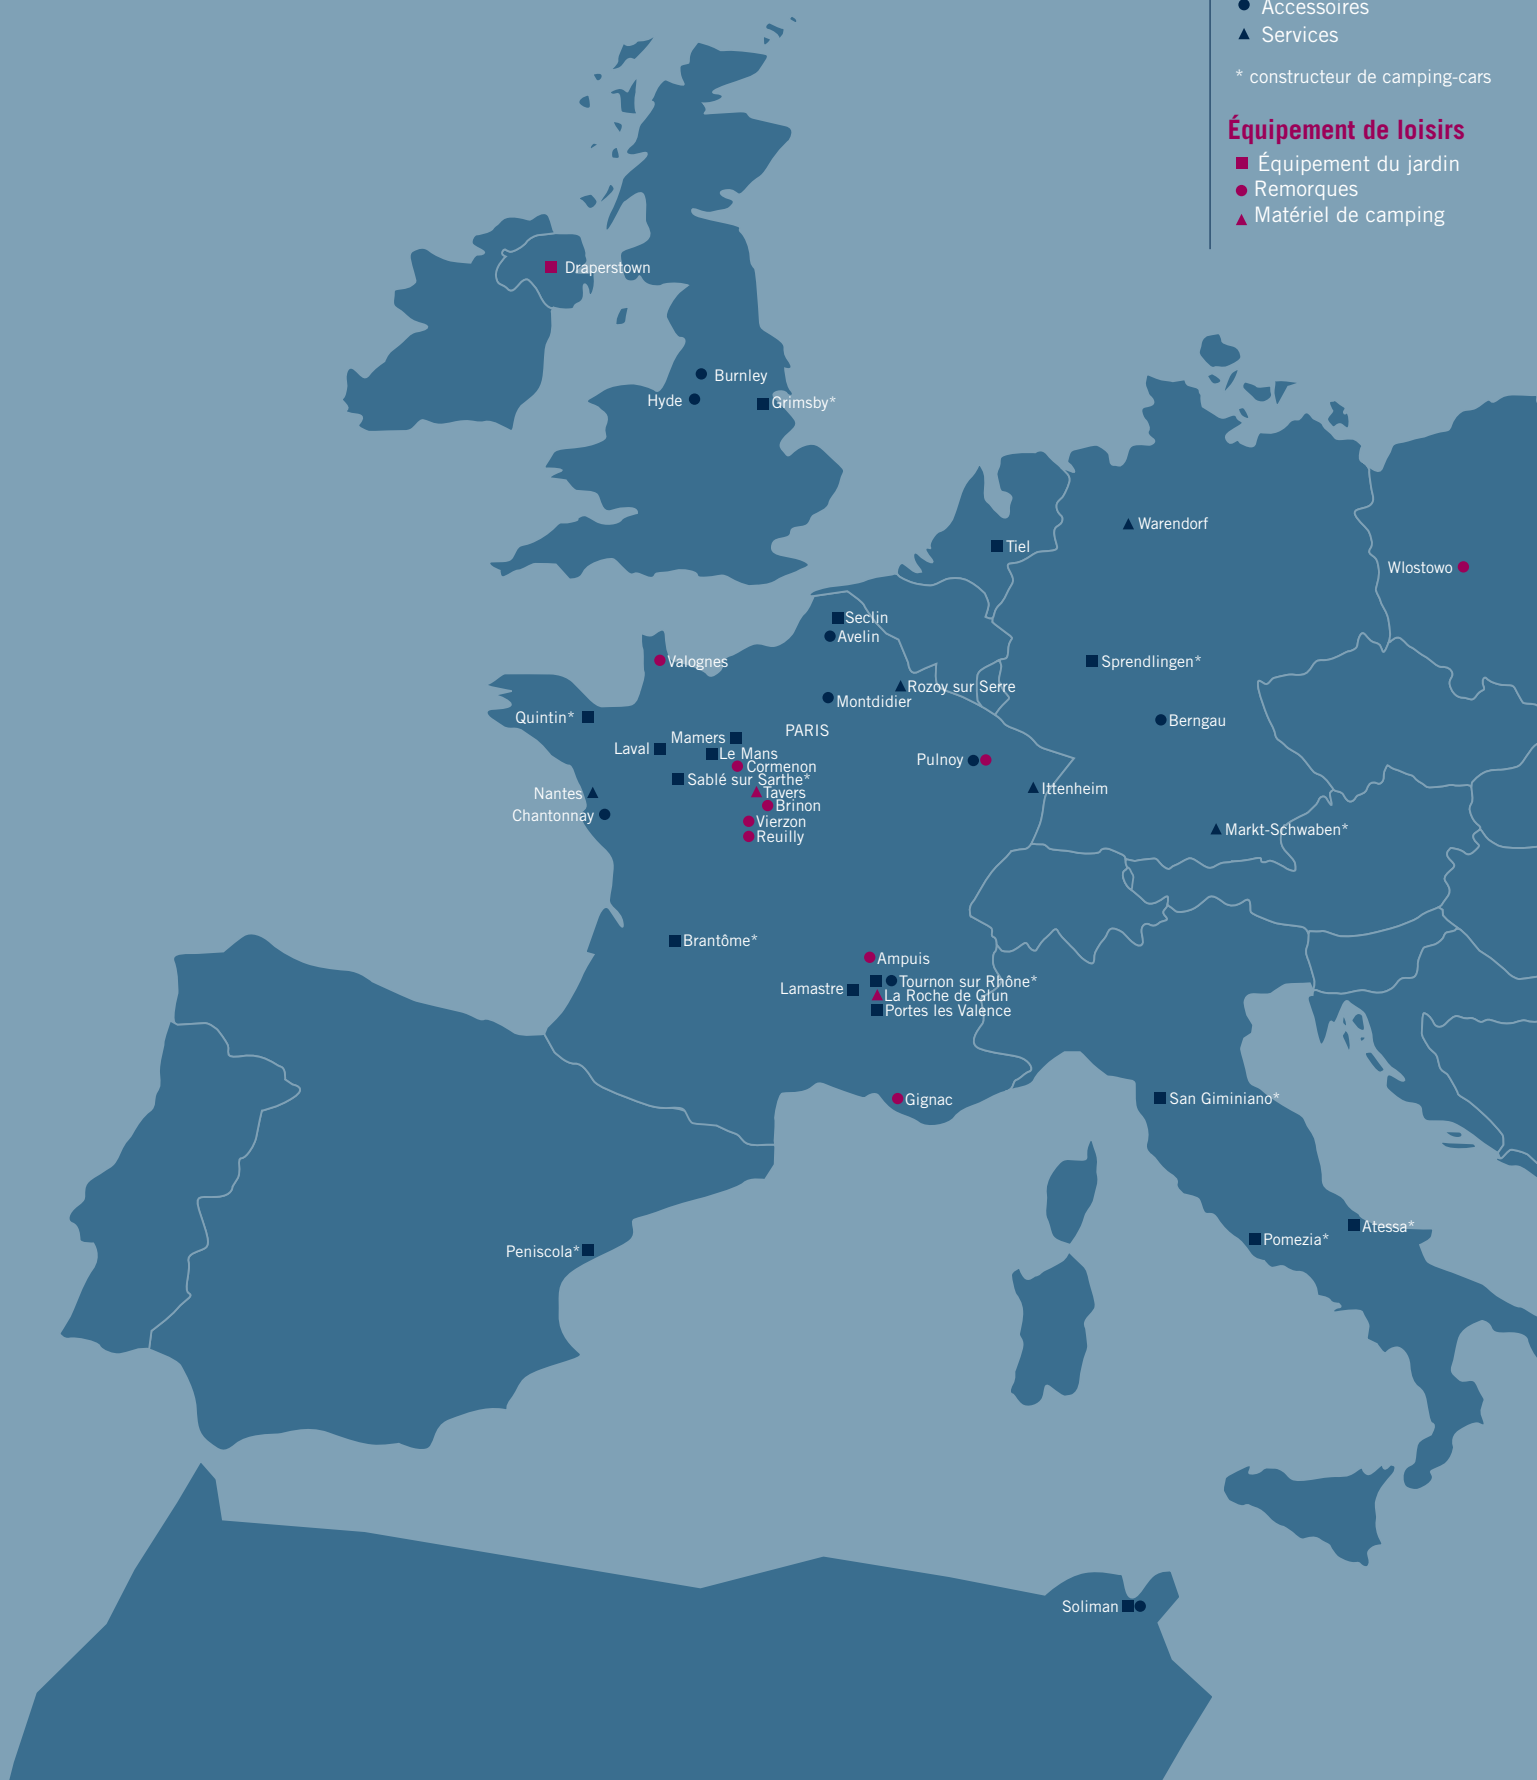 Accessoires
Services
* constructeur de camping-cars
Équipement de loisirs
Équipement du jardin
Remorques
Matériel de camping
Draperstown
Burnley
Hyde
Grimsby*
Warendorf
Tiel
Wlostowo
Seclin
Avelin
Valognes
Sprendlingen*
Rozoy sur Serre
Montdidier
Quintin*
Berngau
PARIS
Mamers
Laval
Le Mans
Pulnoy
Cormenon
Sablé sur Sarthe*
Ittenheim
Nantes
Tavers
Brinon
Chantonnay
Vierzon
Markt-Schwaben*
Reuilly
Brantôme*
Ampuis
Tournon sur Rhône*
Lamastre
La Roche de Glun
Portes les Valence
San Giminiano*
Gignac
Atessa*
Pomezia*
Peniscola*
Soliman